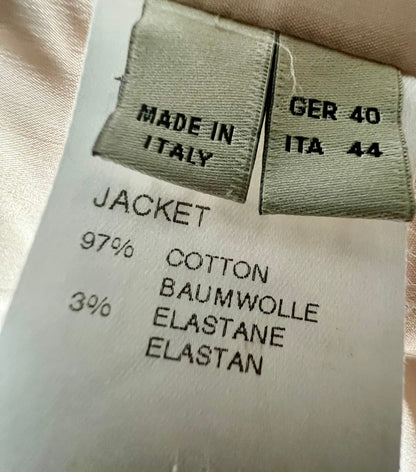 MADE IN
ITALY
GER 40
ITA 44
JACKET
97% COTTON
BAUMWOLLE
3% ELASTANE
ELASTAN